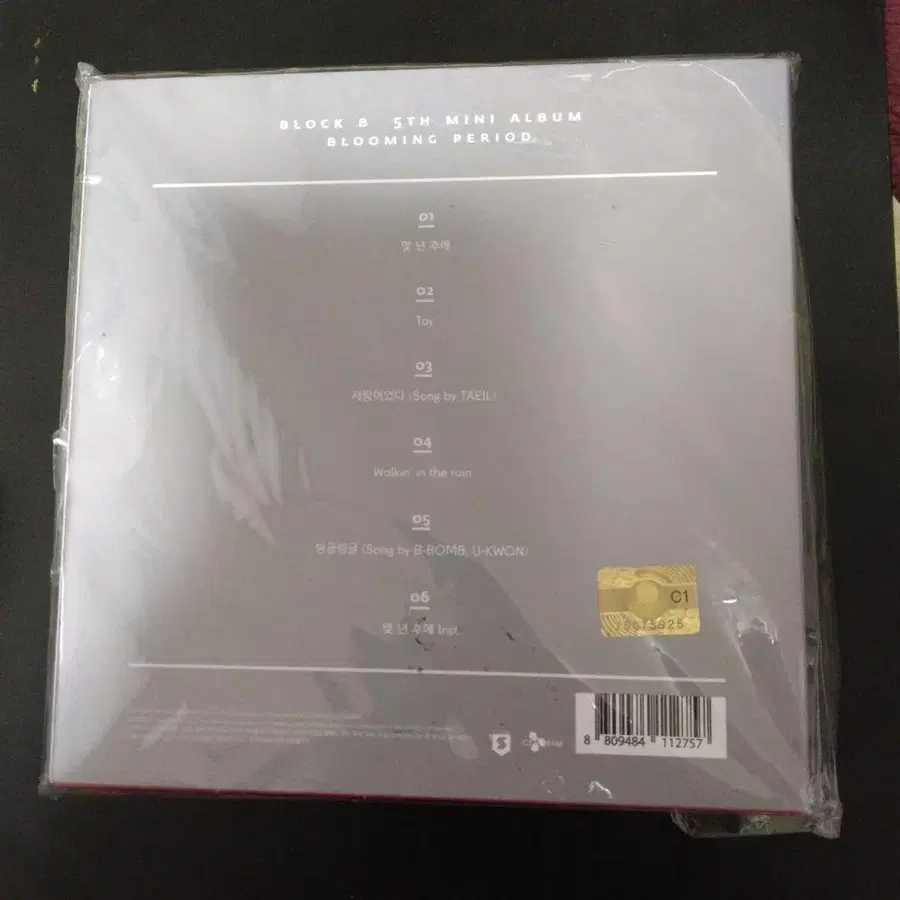 BLOCK B 5TH MINI ALBUM
BLOOMING PERIOD
01
몇 년 후에
02
Toy
03
사랑이었다 (Song by TAEIL)
04
Walkin' in the rain
05
빙글빙글 (Song by B-BOMB, U-KWON)
06
몇 년 후에 Inst.
C1
8 809484 112757